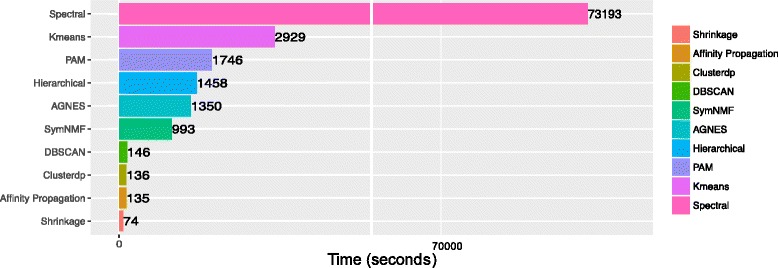 Spectral 73193
Kmeans 2929
PAM 1746
Hierarchical 1458
AGNES 1350
SymNMF 993
DBSCAN 146
Clusterdp 136
Affinity Propagation 135
Shrinkage 74
0 70000
Time (seconds)
Shrinkage
Affinity Propagation
Clusterdp
DBSCAN
SymNMF
AGNES
Hierarchical
PAM
Kmeans
Spectral